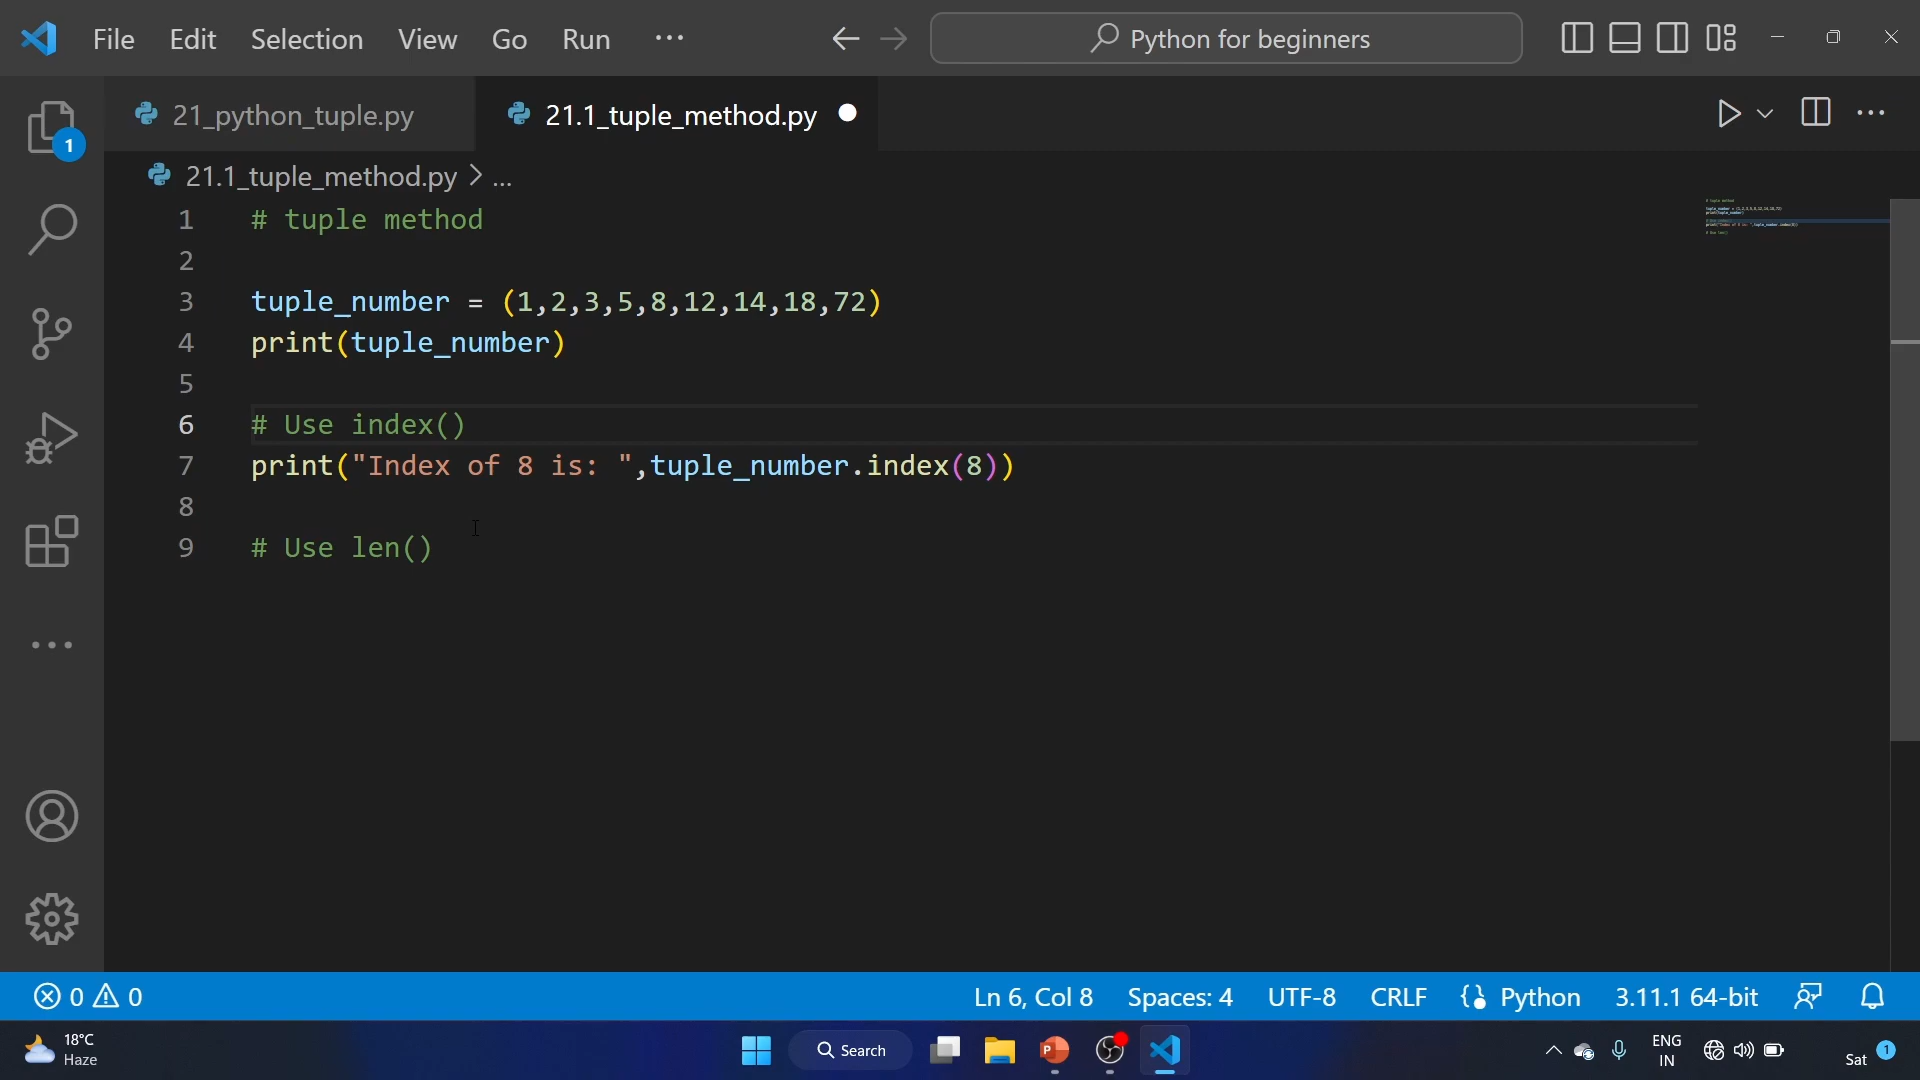 File Edit Selection View Go Run ···
Python for beginners
21_python_tuple.py
21.1_tuple_method.py
1
21.1_tuple_method.py > ...
1 # tuple method
2
3 tuple_number = (1,2,3,5,8,12,14,18,72)
4 print(tuple_number)
5
6 # Use index()
7 print("Index of 8 is: ",tuple_number.index(8))
8
9 # Use len()
0 0
Ln 6, Col 8 Spaces: 4 UTF-8 CRLF Python 3.11.1 64-bit
18°C
Haze
Search
ENG
IN
Sat 1